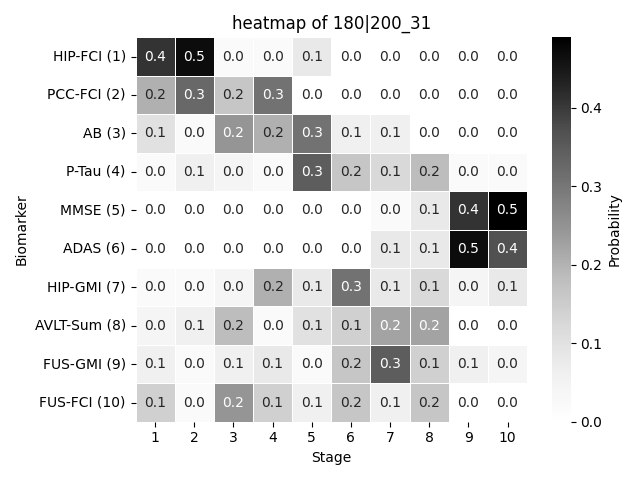 heatmap of 180|200_31
HIP-FCI (1) 0.4 0.5 0.0 0.0 0.1 0.0 0.0 0.0 0.0 0.0
PCC-FCI (2) 0.2 0.3 0.2 0.3 0.0 0.0 0.0 0.0 0.0 0.0
AB (3) 0.1 0.0 0.2 0.2 0.3 0.1 0.1 0.0 0.0 0.0
P-Tau (4) 0.0 0.1 0.0 0.0 0.3 0.2 0.1 0.2 0.0 0.0
MMSE (5) 0.0 0.0 0.0 0.0 0.0 0.0 0.0 0.1 0.4 0.5
ADAS (6) 0.0 0.0 0.0 0.0 0.0 0.0 0.1 0.1 0.5 0.4
HIP-GMI (7) 0.0 0.0 0.0 0.2 0.1 0.3 0.1 0.1 0.0 0.1
AVLT-Sum (8) 0.0 0.1 0.2 0.0 0.1 0.1 0.2 0.2 0.0 0.0
FUS-GMI (9) 0.1 0.0 0.1 0.1 0.0 0.2 0.3 0.1 0.1 0.0
FUS-FCI (10) 0.1 0.0 0.2 0.1 0.1 0.2 0.1 0.2 0.0 0.0
1 2 3 4 5 6 7 8 9 10
Stage
Biomarker
0.4
0.3
0.2
0.1
0.0
Probability